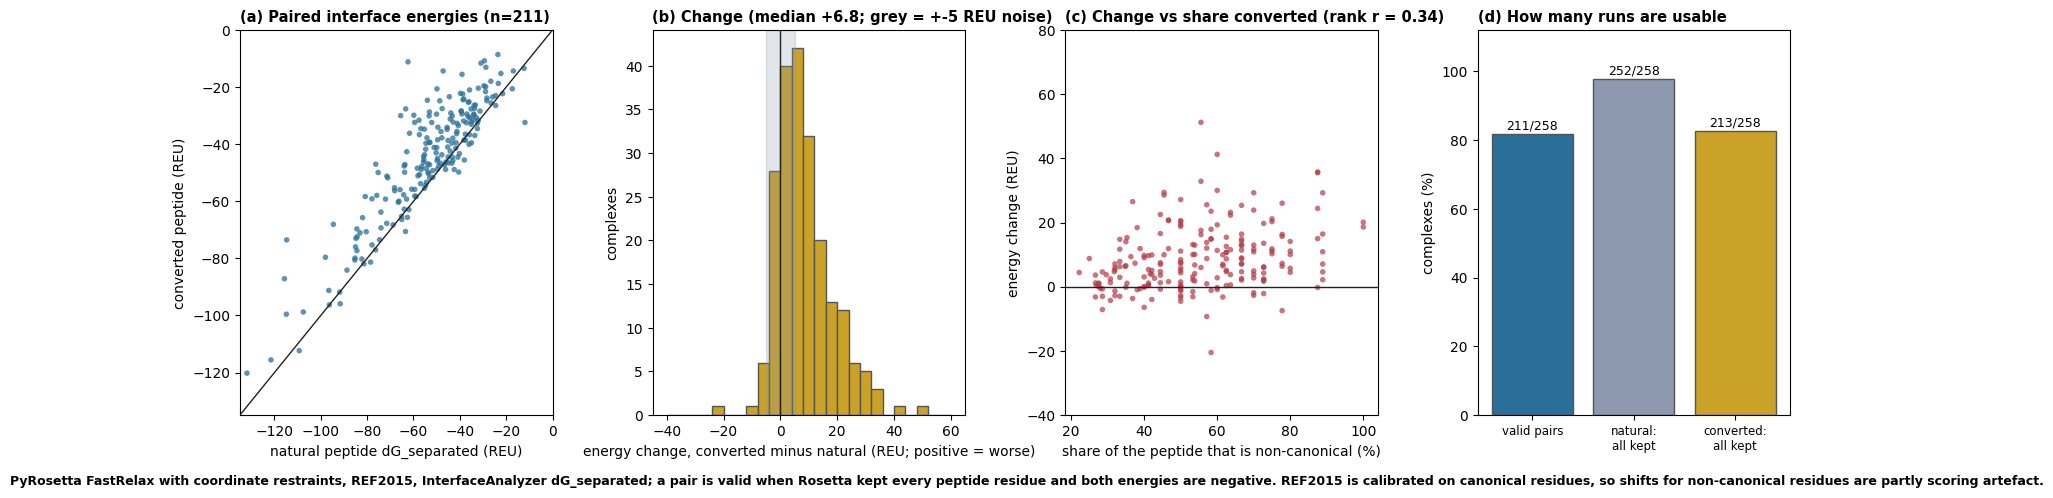 (a) Paired interface energies (n=211)
0
−20
−40
−60
−80
−100
−120
−120
−100
−80
−60
−40
−20
0
converted peptide (REU)
natural peptide dG_separated (REU)
(b) Change (median +6.8; grey = +-5 REU noise)
40
35
30
25
20
15
10
5
0
−40
−20
0
20
40
60
complexes
energy change, converted minus natural (REU; positive = worse)
(c) Change vs share converted (rank r = 0.34)
80
60
40
20
0
−20
−40
20
40
60
80
100
energy change (REU)
share of the peptide that is non-canonical (%)
(d) How many runs are usable
100
80
60
40
20
0
complexes (%)
211/258
252/258
213/258
valid pairs
natural:
all kept
converted:
all kept
PyRosetta FastRelax with coordinate restraints, REF2015, InterfaceAnalyzer dG_separated; a pair is valid when Rosetta kept every peptide residue and both energies are negative. REF2015 is calibrated on canonical residues, so shifts for non-canonical residues are partly scoring artefact.